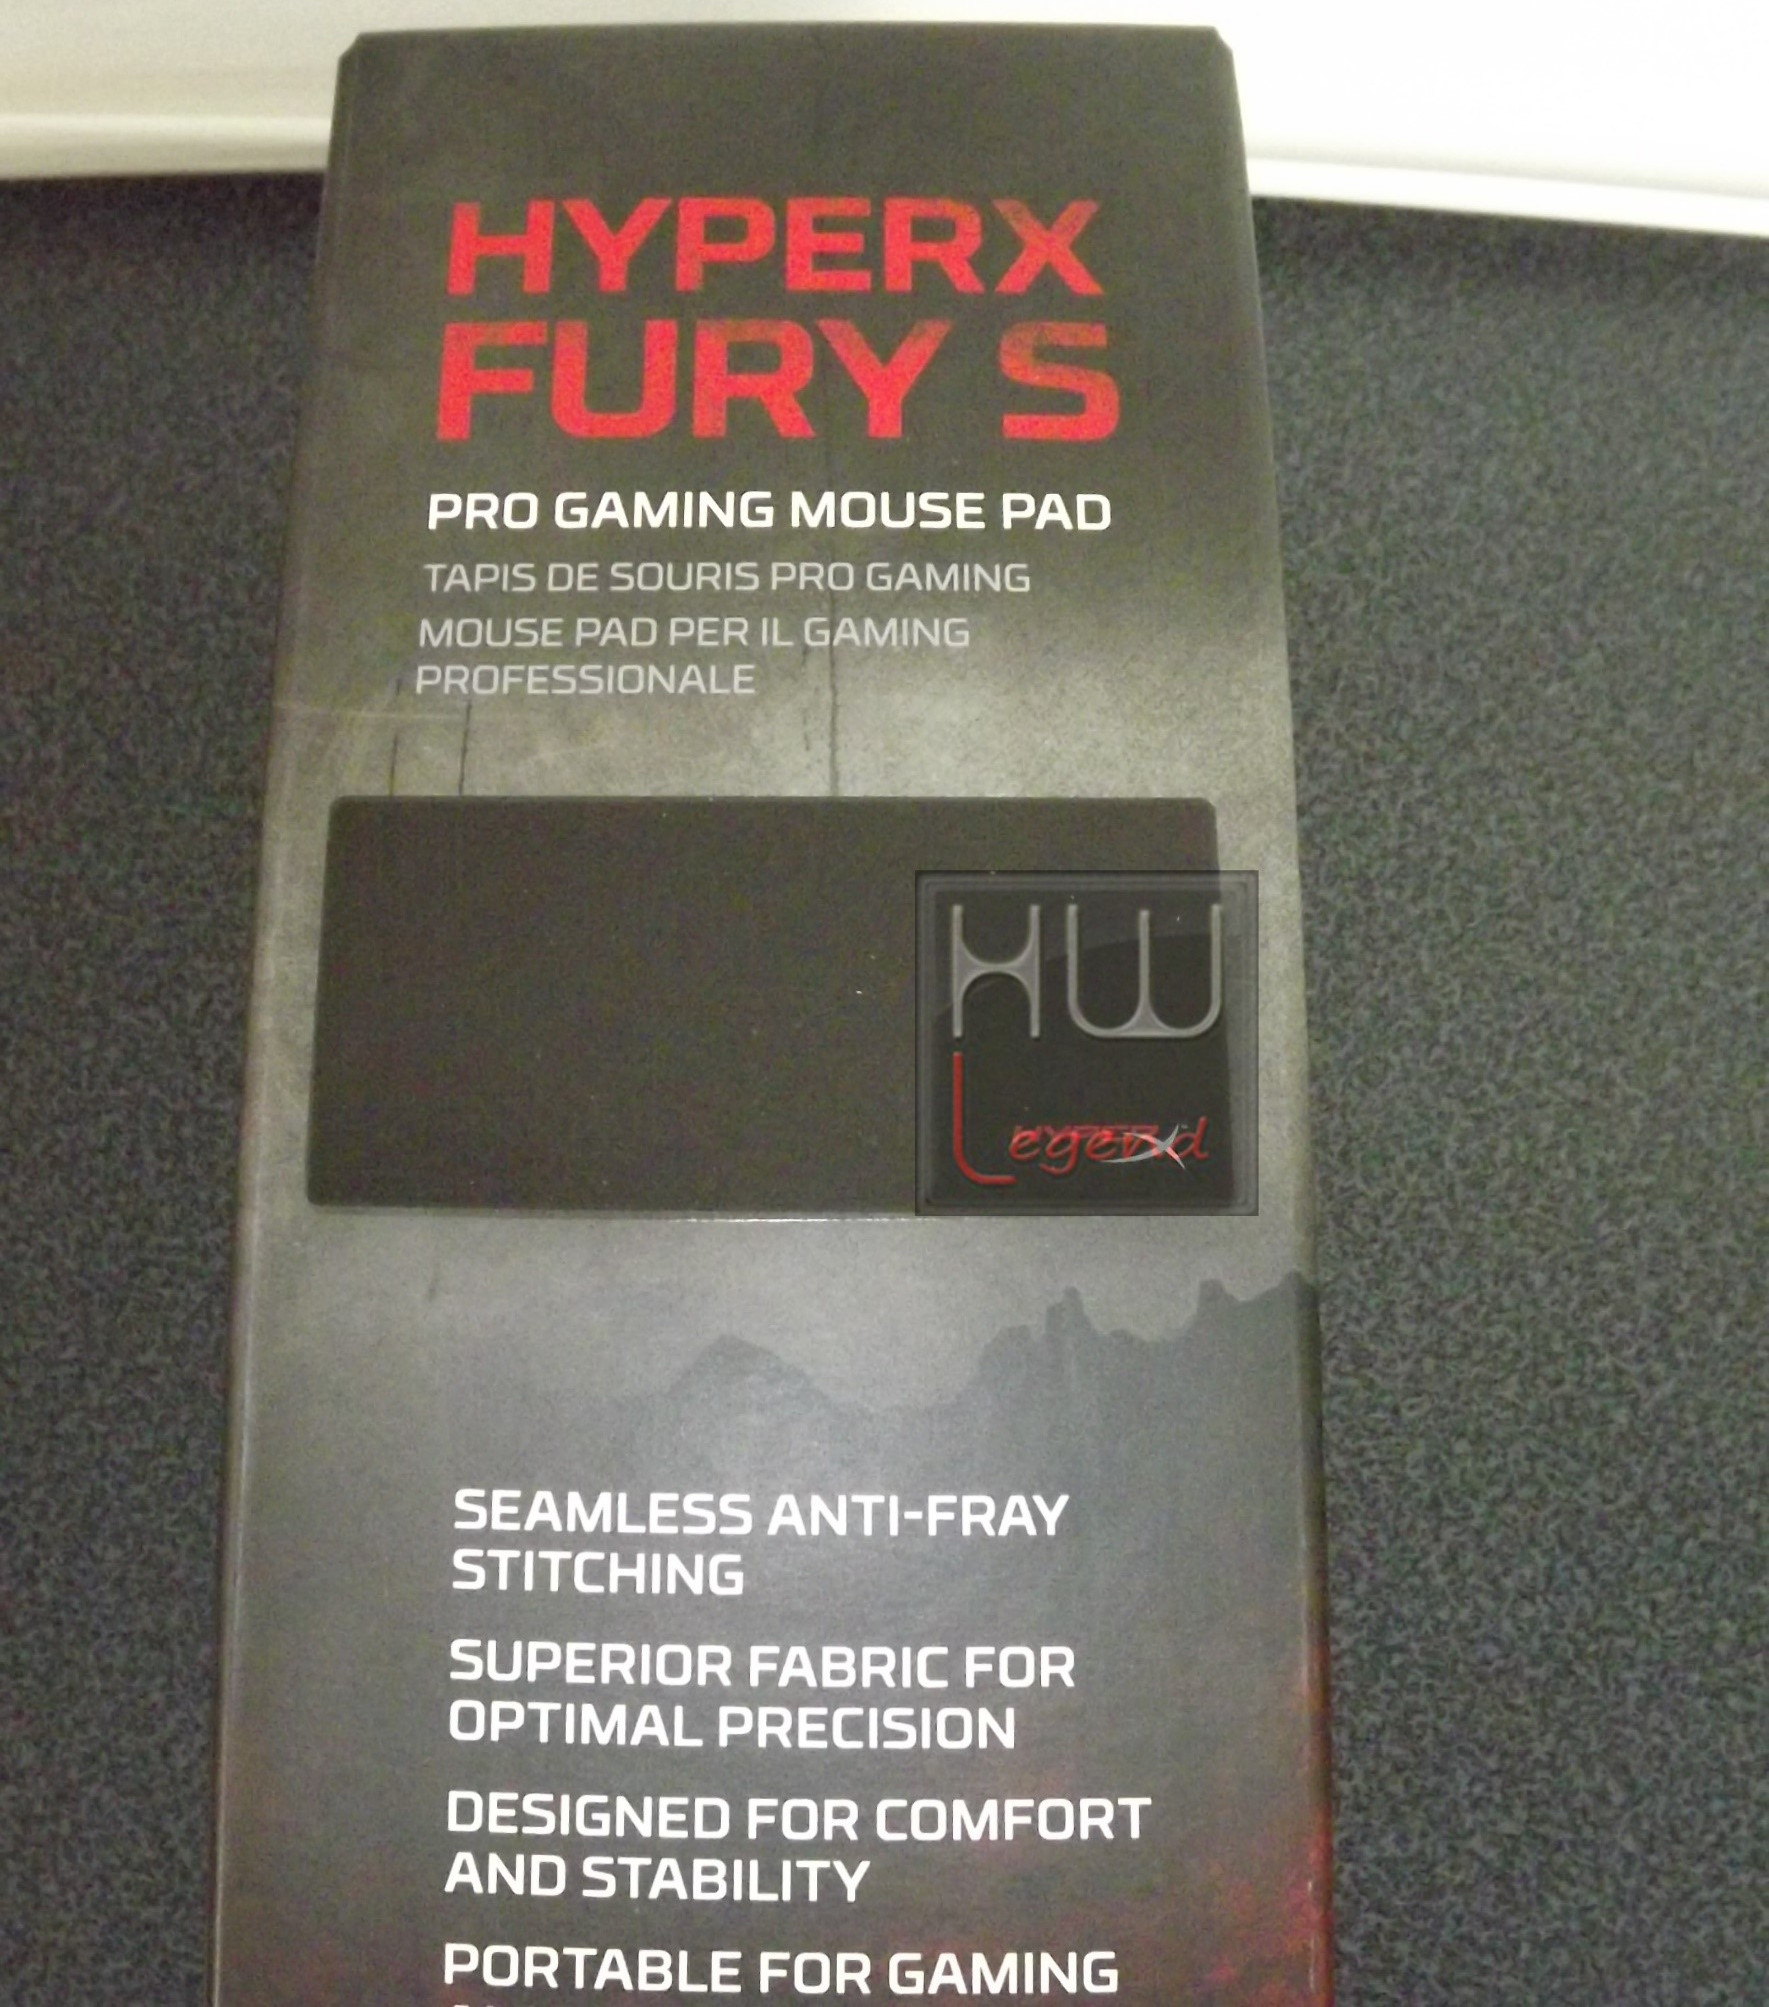 HYPERX
FURY S
PRO GAMING MOUSE PAD
TAPIS DE SOURIS PRO GAMING
MOUSE PAD PER IL GAMING
PROFESSIONALE
HW
Legend
SEAMLESS ANTI-FRAY
STITCHING
SUPERIOR FABRIC FOR
OPTIMAL PRECISION
DESIGNED FOR COMFORT
AND STABILITY
PORTABLE FOR GAMING